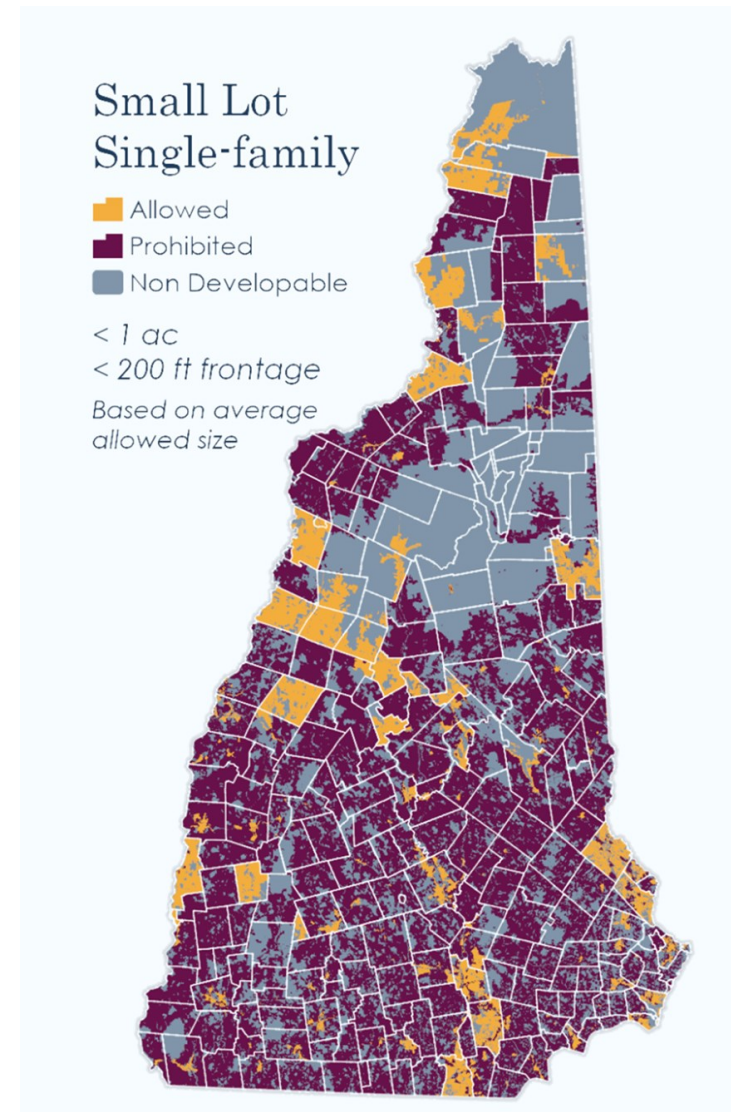 Small Lot
Single-family
Allowed
Prohibited
Non Developable
< 1 ac
< 200 ft frontage
Based on average
allowed size